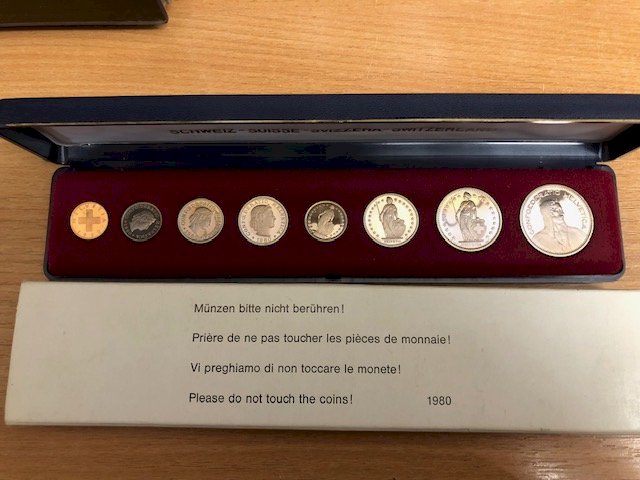 SCHWEIZ - SUISSE - SVIZZERA - SWITZERLAND
Münzen bitte nicht berühren!
Prière de ne pas toucher les pièces de monnaie!
Vi preghiamo di non toccare le monete!
Please do not touch the coins! 1980